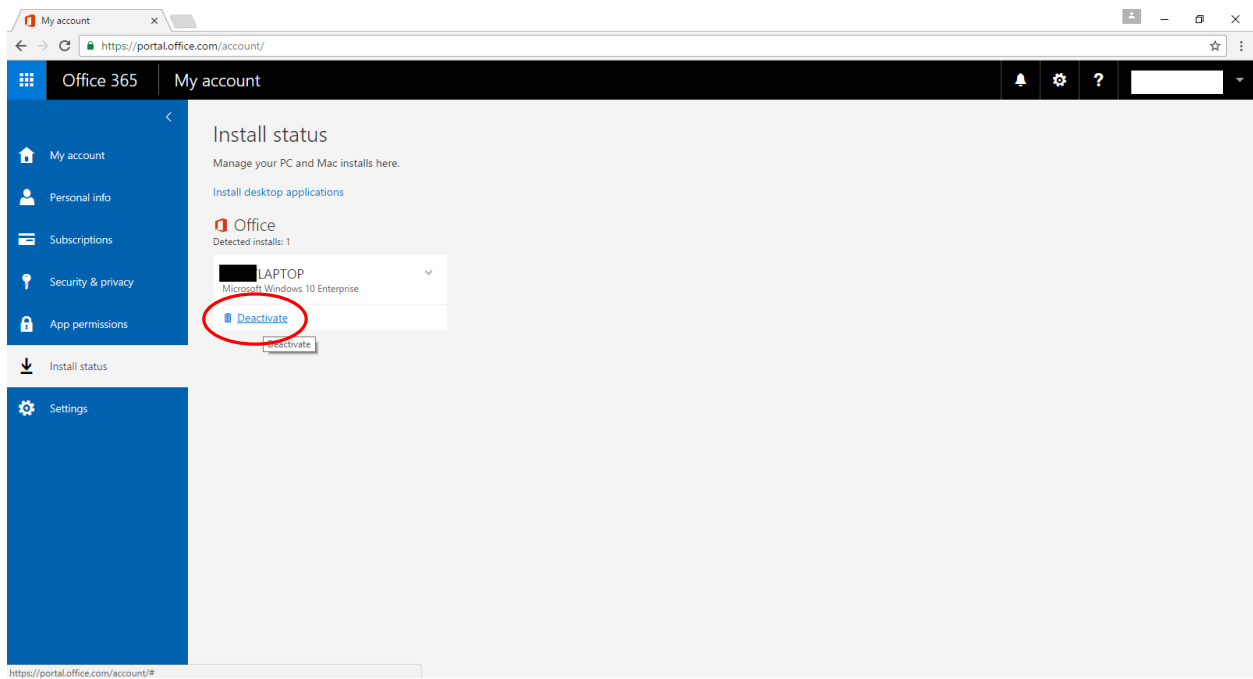 My account
https://portal.office.com/account/
Office 365
My account
?
My account
Personal info
Subscriptions
Security & privacy
App permissions
Install status
Settings
Install status
Manage your PC and Mac installs here.
Install desktop applications
Office
Detected installs: 1
LAPTOP
Microsoft Windows 10 Enterprise
Deactivate
Deactivate
https://portal.office.com/account/#